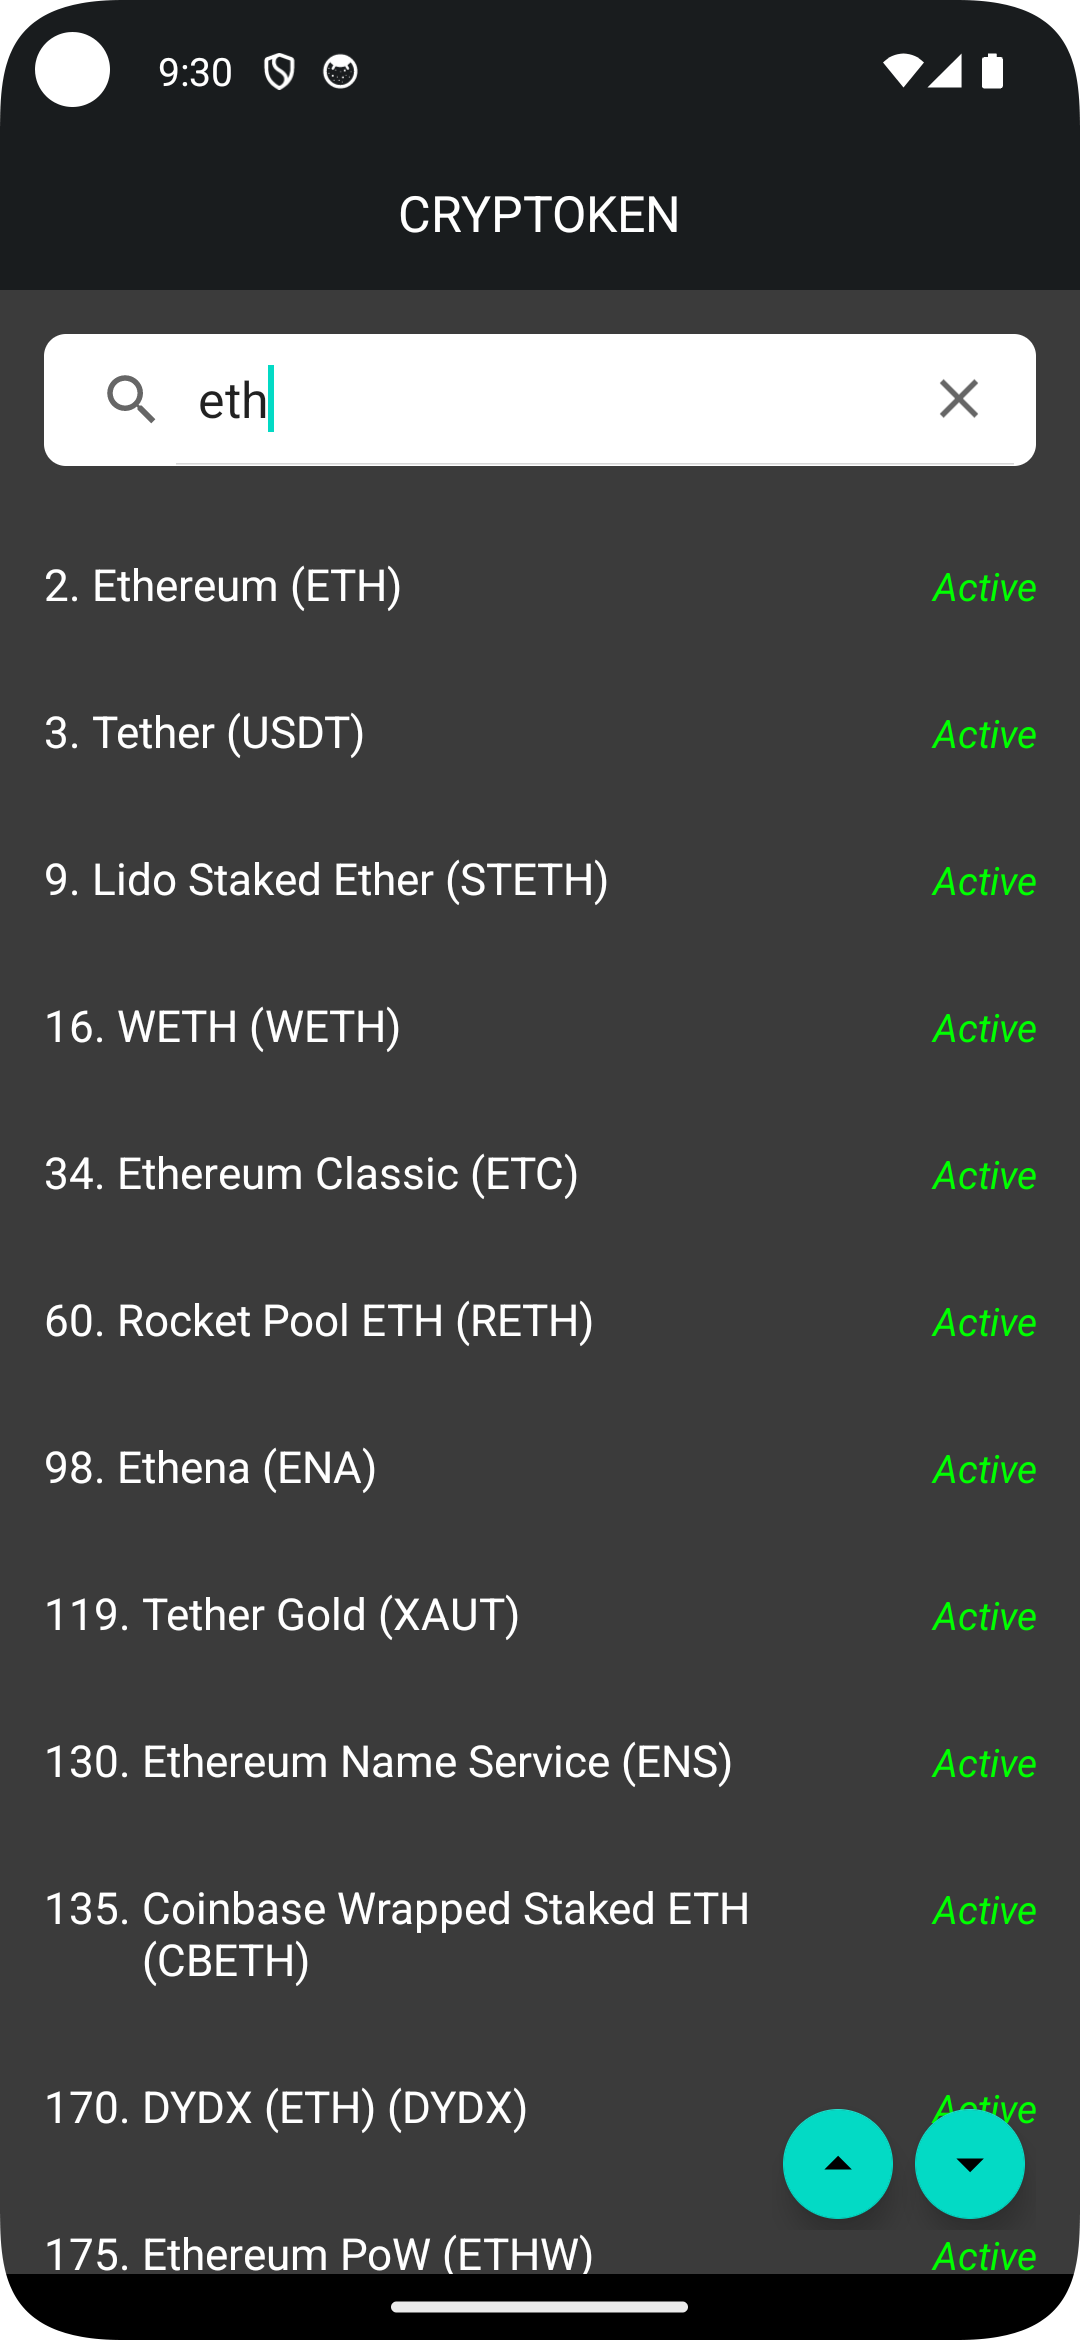 9:30
CRYPTOKEN
eth
2. Ethereum (ETH) Active
3. Tether (USDT) Active
9. Lido Staked Ether (STETH) Active
16. WETH (WETH) Active
34. Ethereum Classic (ETC) Active
60. Rocket Pool ETH (RETH) Active
98. Ethena (ENA) Active
119. Tether Gold (XAUT) Active
130. Ethereum Name Service (ENS) Active
135. Coinbase Wrapped Staked ETH Active
(CBETH)
170. DYDX (ETH) (DYDX) Active
175. Ethereum PoW (ETHW) Active